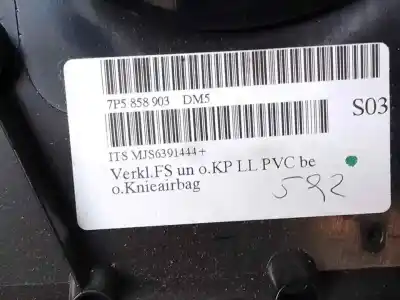 7P5 858 903 DM5
S03
ITS MJS6391444+
Verkl.FS un o.KP LL PVC be
o.Knieairbag
592